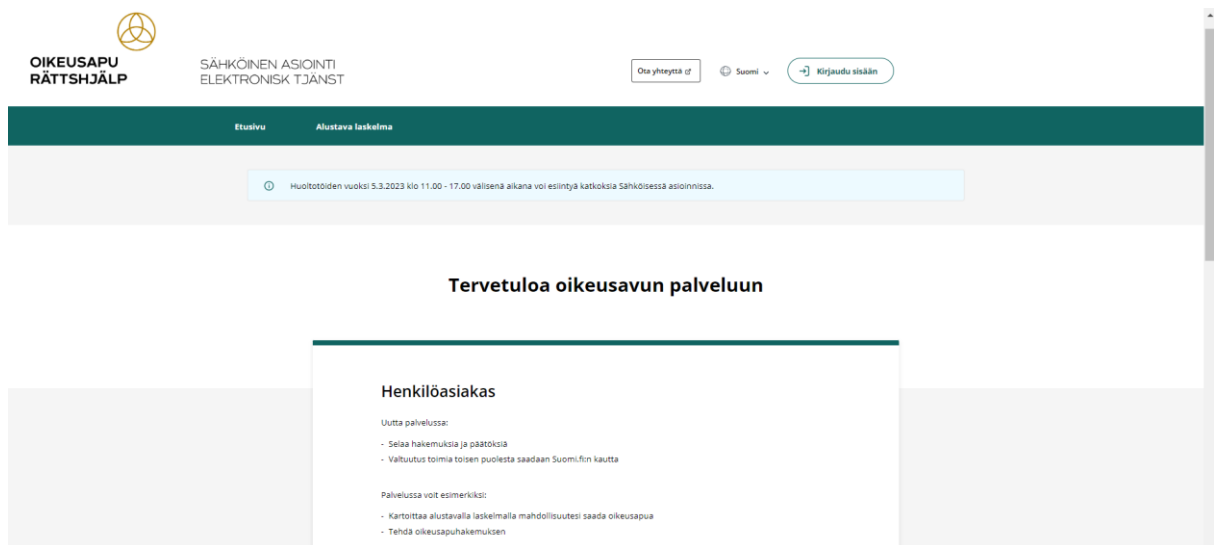 OIKEUSAPU
RÄTTSHJÄLP
SÄHKÖINEN ASIOINTI
ELEKTRONISK TJÄNST
Ota yhteyttä
Suomi
Kirjaudu sisään
Etusivu
Alustava laskelma
Huoltotöiden vuoksi 5.3.2023 klo 11.00 - 17.00 välisenä aikana voi esiintyä katkoksia Sähköisessä asioinnissa.
Tervetuloa oikeusavun palveluun
Henkilöasiakas
Uutta palvelussa:
- Selaa hakemuksia ja päätöksiä
- Valtuutus toimia toisen puolesta saadaan Suomi.fi:n kautta
Palvelussa voit esimerkiksi:
- Kartoittaa alustavalla laskelmalla mahdollisuutesi saada oikeusapua
- Tehdä oikeusapuhakemuksen